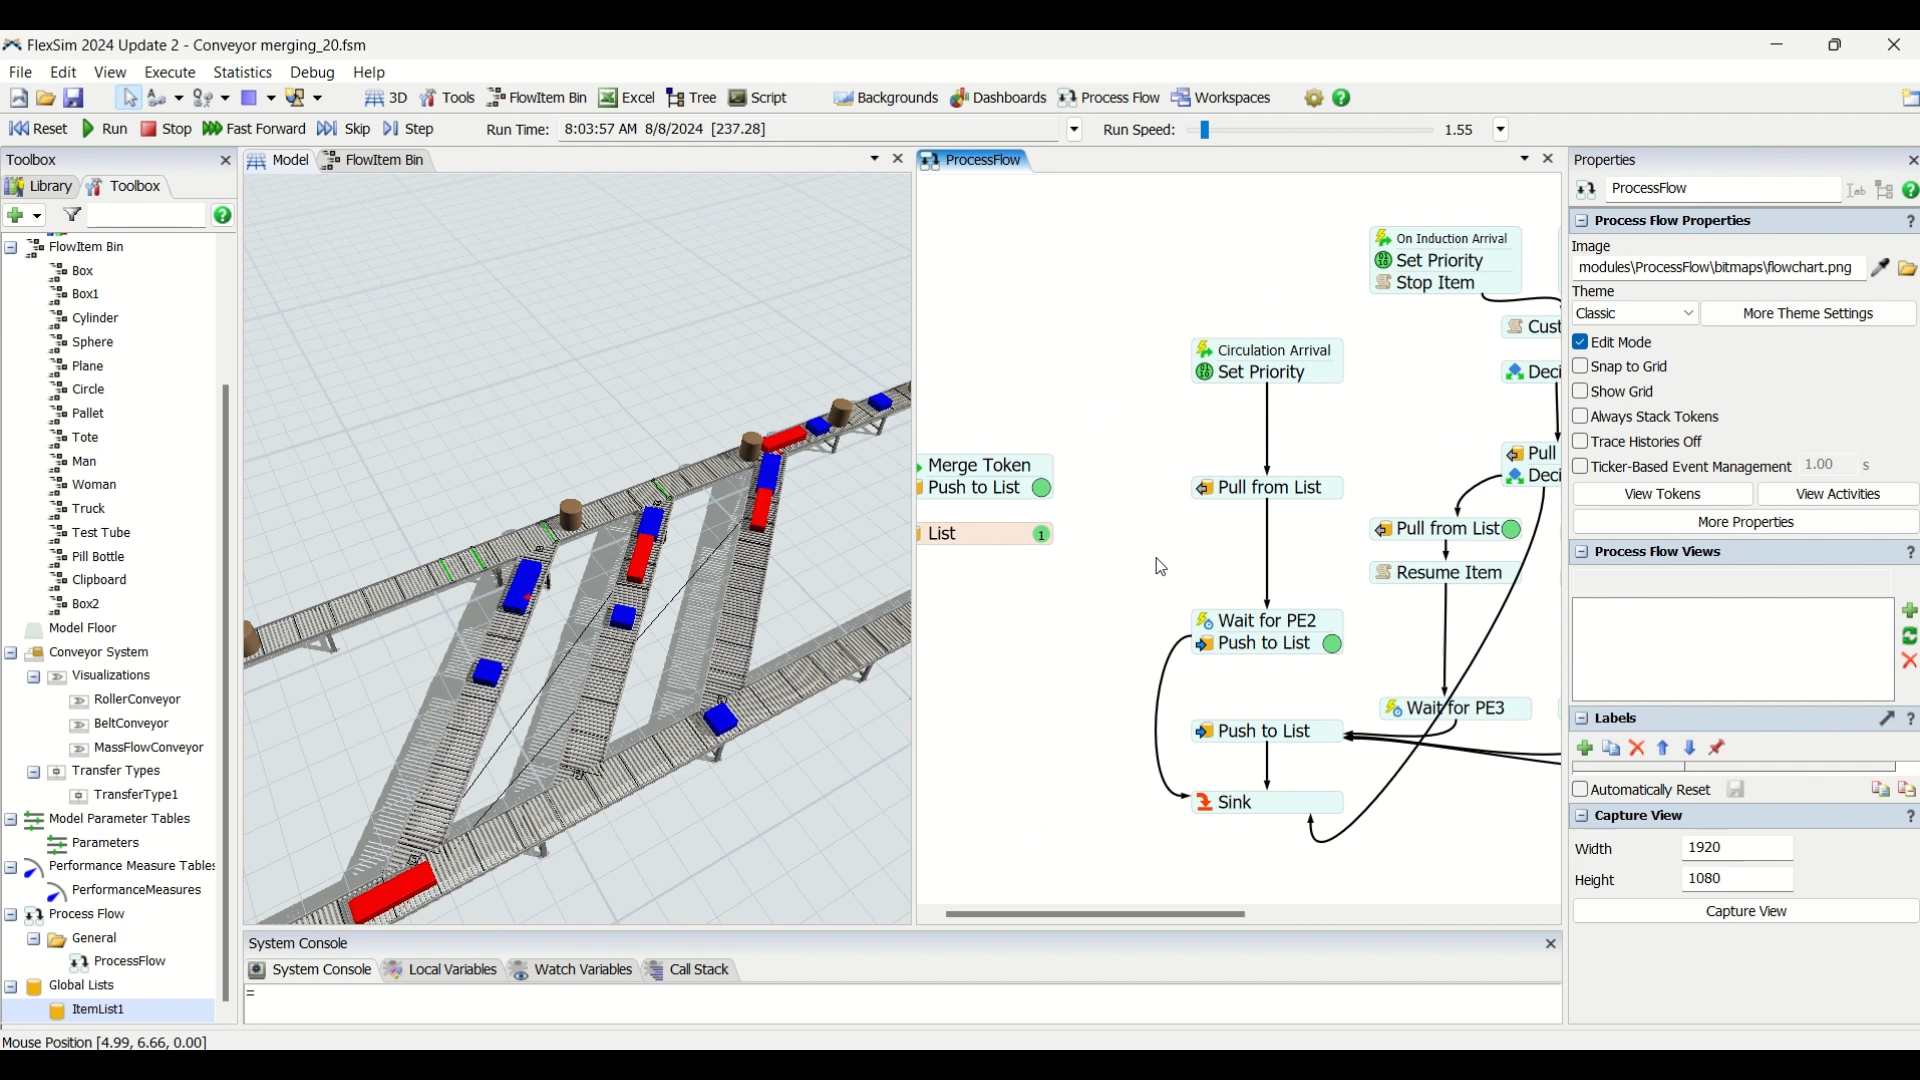 FlexSim 2024 Update 2 - Conveyor merging_20.fsm
File Edit View Execute Statistics Debug Help
3D Tools FlowItem Bin Excel Tree Script Backgrounds Dashboards Process Flow Workspaces
Reset Run Stop Fast Forward Skip Step Run Time: 8:03:57 AM 8/8/2024 [237.28] Run Speed: 1.55
Toolbox
Library Toolbox
FlowItem Bin
Box
Box1
Cylinder
Sphere
Plane
Circle
Pallet
Tote
Man
Woman
Truck
Test Tube
Pill Bottle
Clipboard
Box2
Model Floor
Conveyor System
Visualizations
RollerConveyor
BeltConveyor
MassFlowConveyor
Transfer Types
TransferType1
Model Parameter Tables
Parameters
Performance Measure Tables
PerformanceMeasures
Process Flow
General
ProcessFlow
Global Lists
ItemList1
Model FlowItem Bin
ProcessFlow
On Induction Arrival
Set Priority
Stop Item
Cust
Circulation Arrival
Set Priority
Deci
Pull
Deci
Merge Token
Push to List
Pull from List
List 1
Pull from List
Resume Item
Wait for PE2
Push to List
Wait for PE3
Push to List
Sink
System Console
System Console Local Variables Watch Variables Call Stack
=
Properties
ProcessFlow
Process Flow Properties ?
Image
modules\ProcessFlow\bitmaps\flowchart.png
Theme
Classic More Theme Settings
Edit Mode
Snap to Grid
Show Grid
Always Stack Tokens
Trace Histories Off
Ticker-Based Event Management 1.00 s
View Tokens View Activities
More Properties
Process Flow Views ?
Labels ?
Automatically Reset
Capture View ?
Width 1920
Height 1080
Capture View
Mouse Position [4.99, 6.66, 0.00]